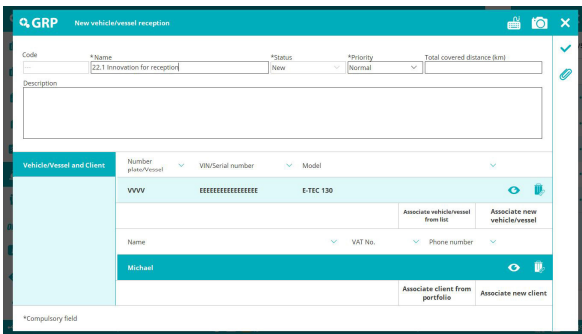 GRP New vehicle/vessel reception
Code *Name *Status *Priority Total covered distance (km)
--- 22.1 Innovation for reception New Normal
Description
Vehicle/Vessel and Client
Number plate/Vessel VIN/Serial number Model
VVVV EEEEEEEEEEEEEEEE E-TEC 130
Associate vehicle/vessel from list Associate new vehicle/vessel
Name VAT No. Phone number
Michael
Associate client from portfolio Associate new client
*Compulsory field